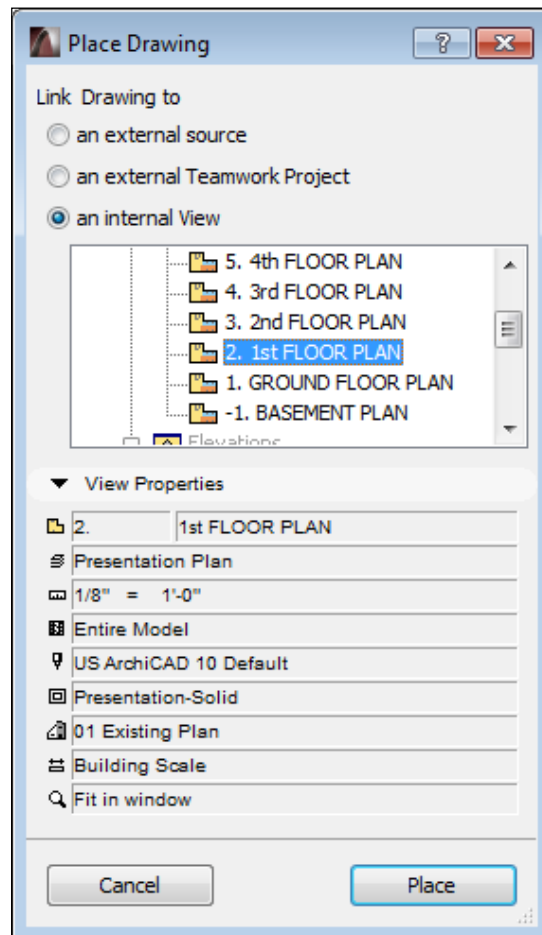 Place Drawing
Link Drawing to
an external source
an external Teamwork Project
an internal View
5. 4th FLOOR PLAN
4. 3rd FLOOR PLAN
3. 2nd FLOOR PLAN
2. 1st FLOOR PLAN
1. GROUND FLOOR PLAN
-1. BASEMENT PLAN
Elevations
View Properties
2. 1st FLOOR PLAN
Presentation Plan
1/8" = 1'-0"
Entire Model
US ArchiCAD 10 Default
Presentation-Solid
01 Existing Plan
Building Scale
Fit in window
Cancel Place